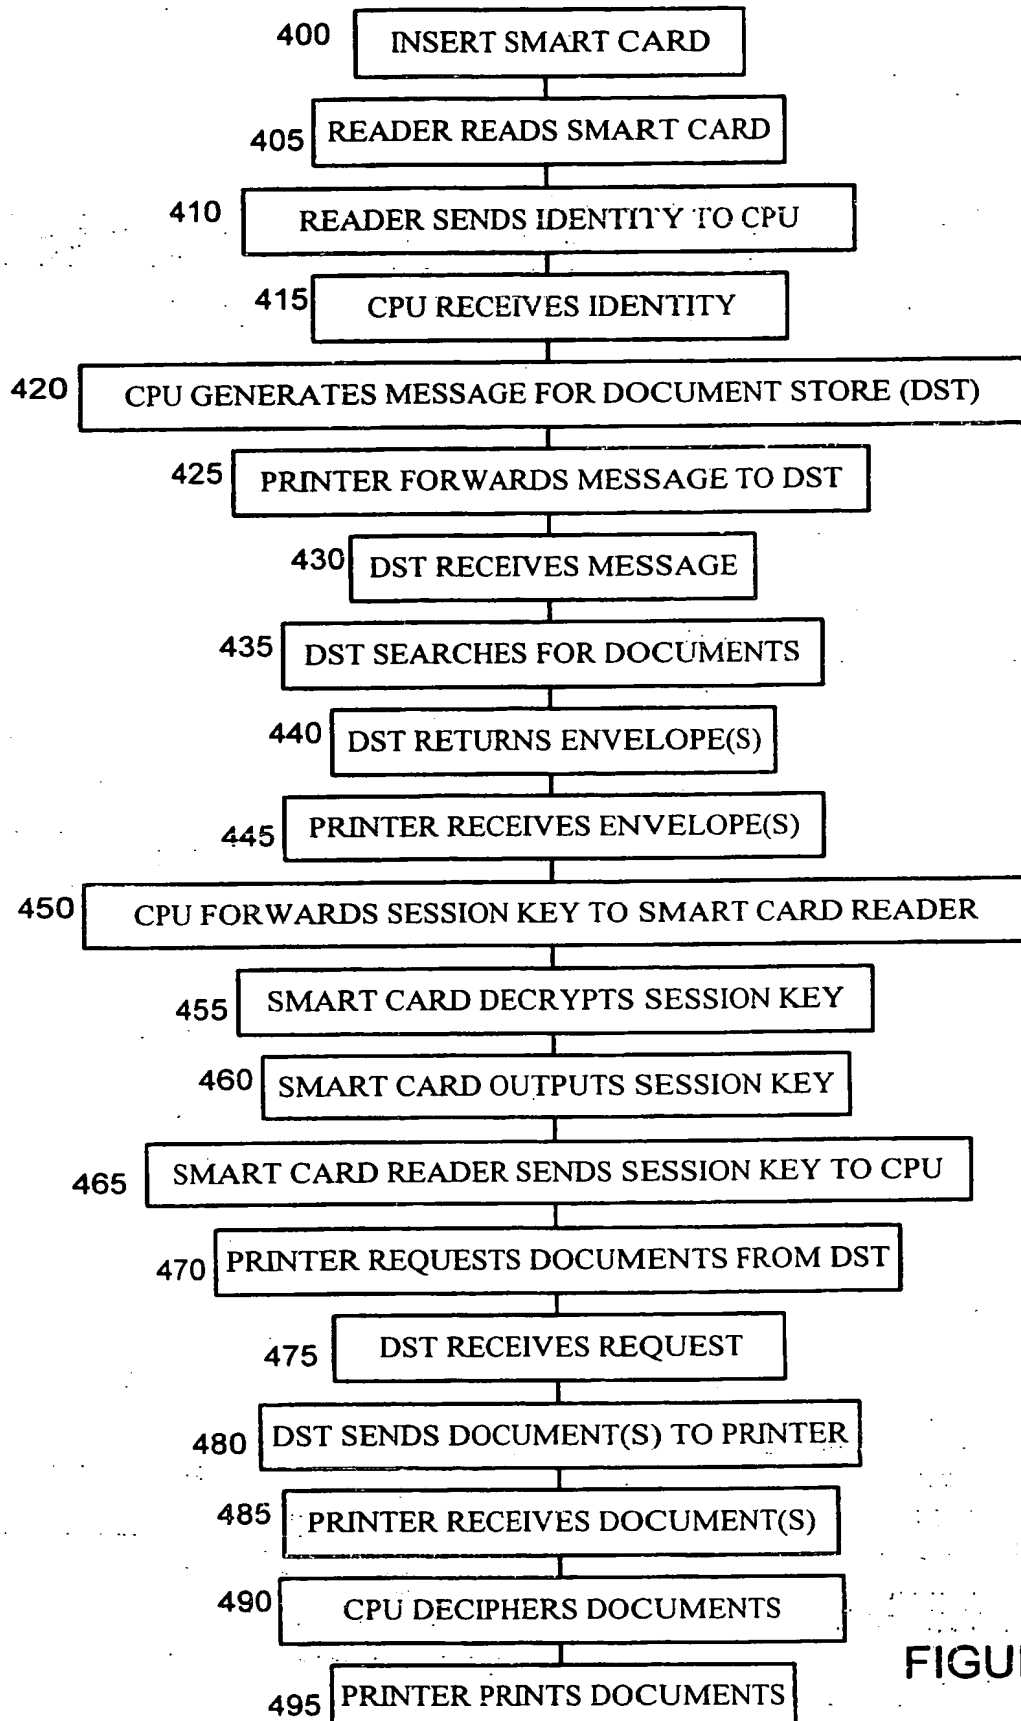 400 INSERT SMART CARD
405 READER READS SMART CARD
410 READER SENDS IDENTITY TO CPU
415 CPU RECEIVES IDENTITY
420 CPU GENERATES MESSAGE FOR DOCUMENT STORE (DST)
425 PRINTER FORWARDS MESSAGE TO DST
430 DST RECEIVES MESSAGE
435 DST SEARCHES FOR DOCUMENTS
440 DST RETURNS ENVELOPE(S)
445 PRINTER RECEIVES ENVELOPE(S)
450 CPU FORWARDS SESSION KEY TO SMART CARD READER
455 SMART CARD DECRYPTS SESSION KEY
460 SMART CARD OUTPUTS SESSION KEY
465 SMART CARD READER SENDS SESSION KEY TO CPU
470 PRINTER REQUESTS DOCUMENTS FROM DST
475 DST RECEIVES REQUEST
480 DST SENDS DOCUMENT(S) TO PRINTER
485 PRINTER RECEIVES DOCUMENT(S)
490 CPU DECIPHERS DOCUMENTS
495 PRINTER PRINTS DOCUMENTS